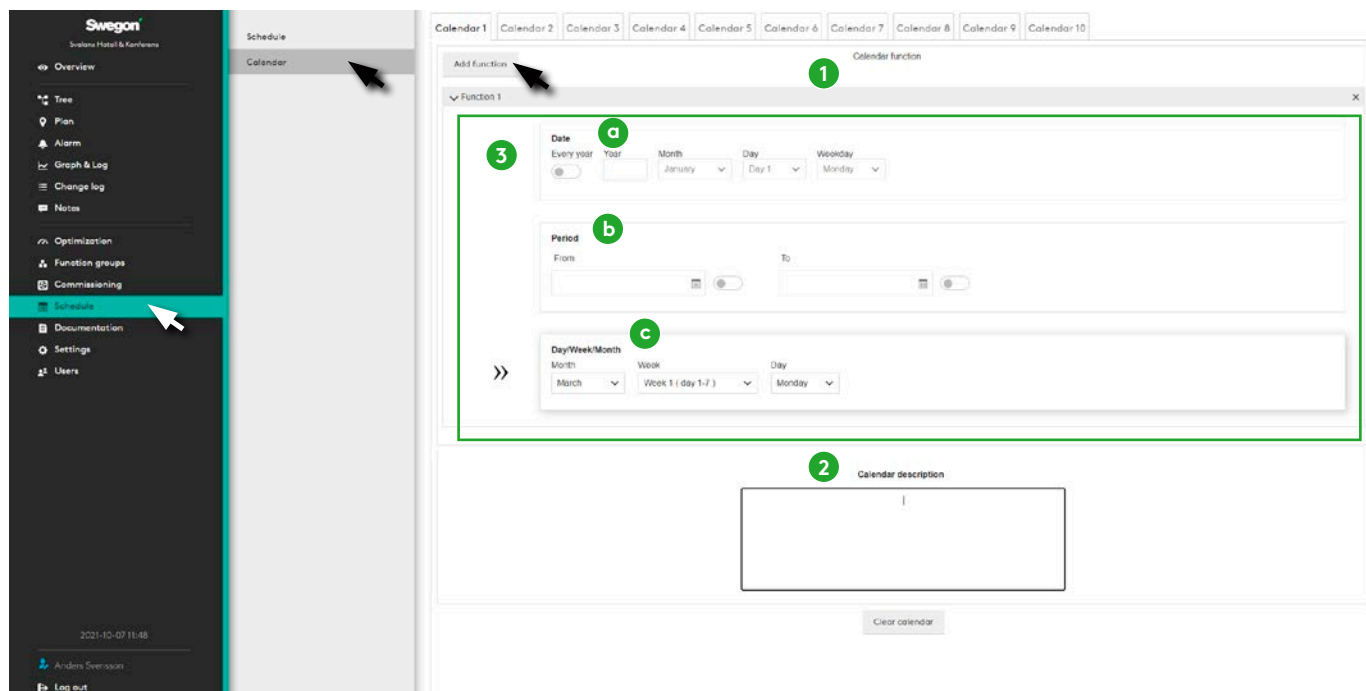 Swegon
Svalans Hotell & Konferens
Overview
Tree
Plan
Alarm
Graph & Log
Change log
Notes
Optimization
Function groups
Commissioning
Schedule
Documentation
Settings
Users
2021-10-07 11:48
Anders Svensson
Log out
Schedule
Calendar
Calendar 1 Calendar 2 Calendar 3 Calendar 4 Calendar 5 Calendar 6 Calendar 7 Calendar 8 Calendar 9 Calendar 10
Add function
Calendar function
1
Function 1
3
a
Date
Every year Year Month Day Weekday
January Day 1 Monday
b
Period
From To
c
Day/Week/Month
Month Week Day
March Week 1 ( day 1-7 ) Monday
2
Calendar description
Clear calendar